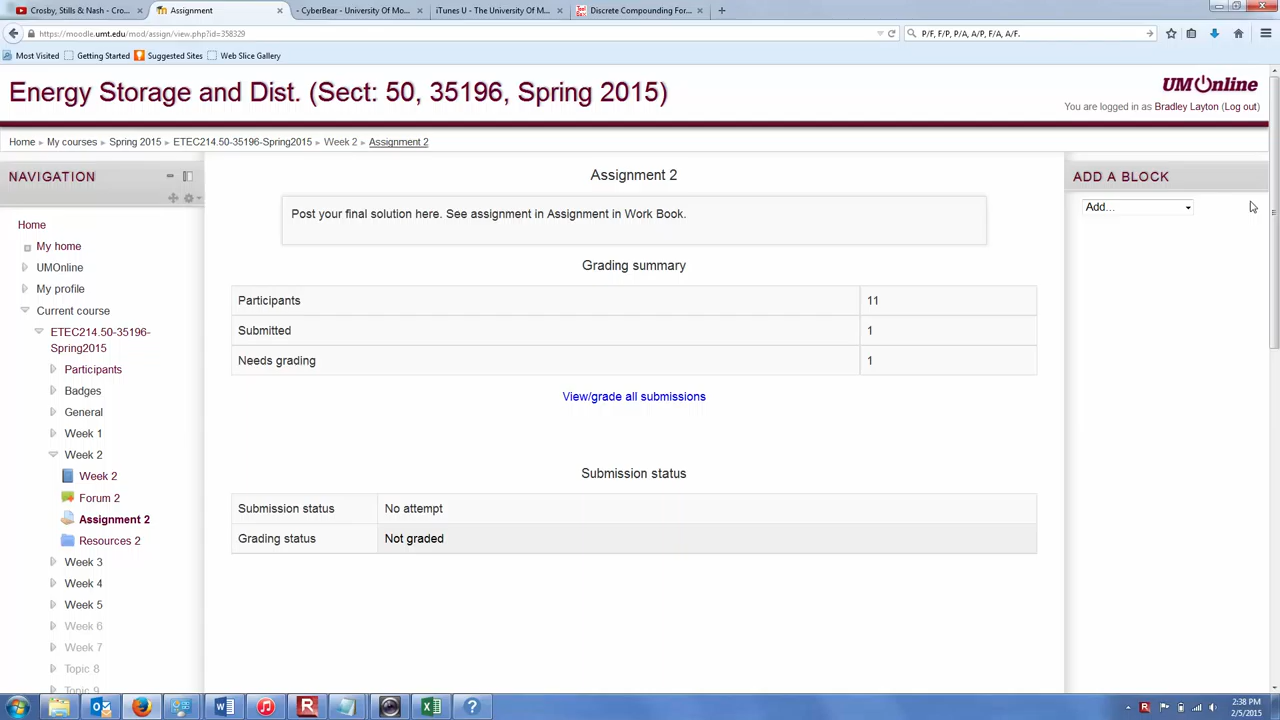 Crosby, Stills & Nash - Cro...
Assignment
- CyberBear - University Of Mo...
iTunes U - The University Of M...
Discrete Compounding For...
https://moodle.umt.edu/mod/assign/view.php?id=358329
P/F, F/P, P/A, A/P, F/A, A/F.
Most Visited
Getting Started
Suggested Sites
Web Slice Gallery
Energy Storage and Dist. (Sect: 50, 35196, Spring 2015)
UMOnline
You are logged in as Bradley Layton (Log out)
Home
My courses
Spring 2015
ETEC214.50-35196-Spring2015
Week 2
Assignment 2
NAVIGATION
Home
My home
UMOnline
My profile
Current course
ETEC214.50-35196-
Spring2015
Participants
Badges
General
Week 1
Week 2
Week 2
Forum 2
Assignment 2
Resources 2
Week 3
Week 4
Week 5
Week 6
Week 7
Topic 8
Topic 9
Assignment 2
Post your final solution here. See assignment in Assignment in Work Book.
Grading summary
Participants 11
Submitted 1
Needs grading 1
View/grade all submissions
Submission status
Submission status No attempt
Grading status Not graded
ADD A BLOCK
Add...
2:38 PM
2/5/2015